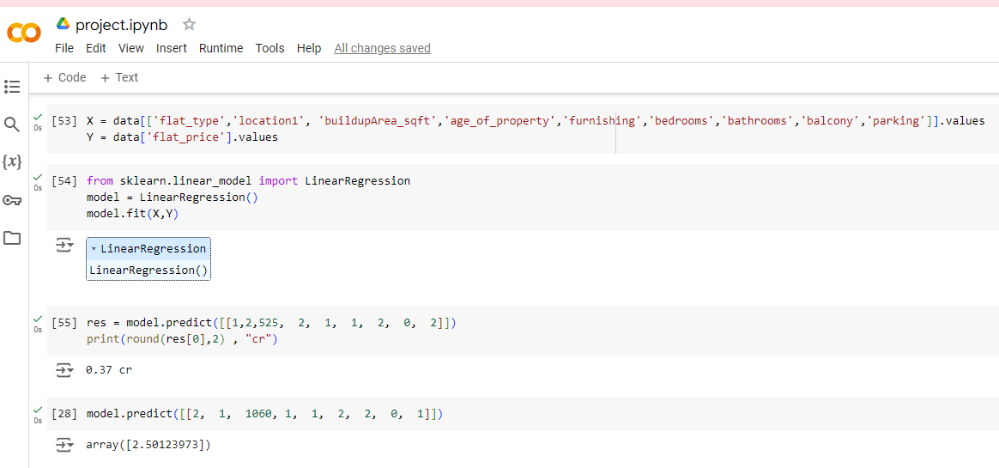 project.ipynb
File Edit View Insert Runtime Tools Help All changes saved
+ Code + Text
[53] X = data[['flat_type','location1', 'buildupArea_sqft','age_of_property','furnishing','bedrooms','bathrooms','balcony','parking']].values
0s
Y = data['flat_price'].values
{x}
[54] from sklearn.linear_model import LinearRegression
0s
model = LinearRegression()
model.fit(X,Y)
LinearRegression
LinearRegression()
[55] res = model.predict([[1,2,525, 2, 1, 1, 2, 0, 2]])
0s
print(round(res[0],2) , "cr")
0.37 cr
[28] model.predict([[2, 1, 1060, 1, 1, 2, 2, 0, 1]])
0s
array([2.50123973])